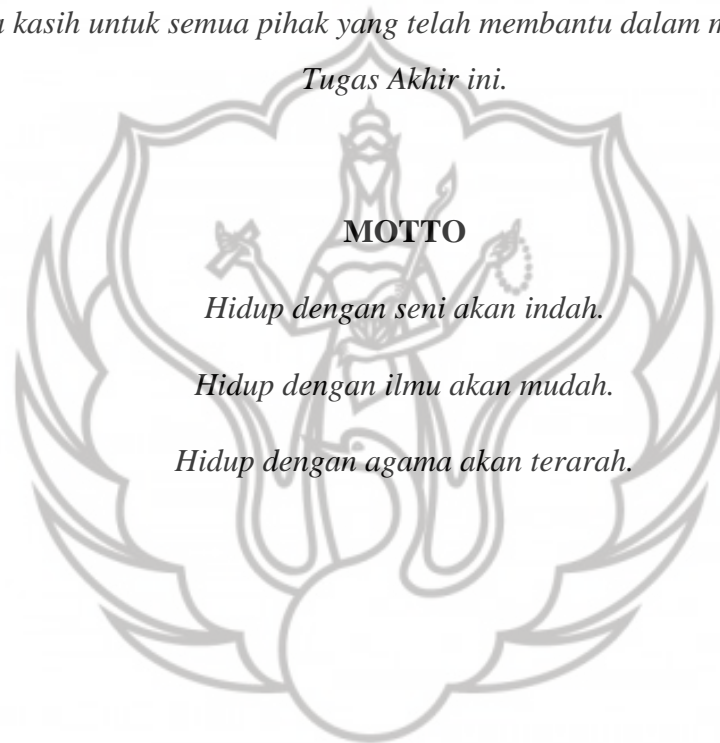 kasih untuk semua pihak yang telah membantu dalam
Tugas Akhir ini.
MOTTO
Hidup dengan seni akan indah.
Hidup dengan ilmu akan mudah.
Hidup dengan agama akan terarah.